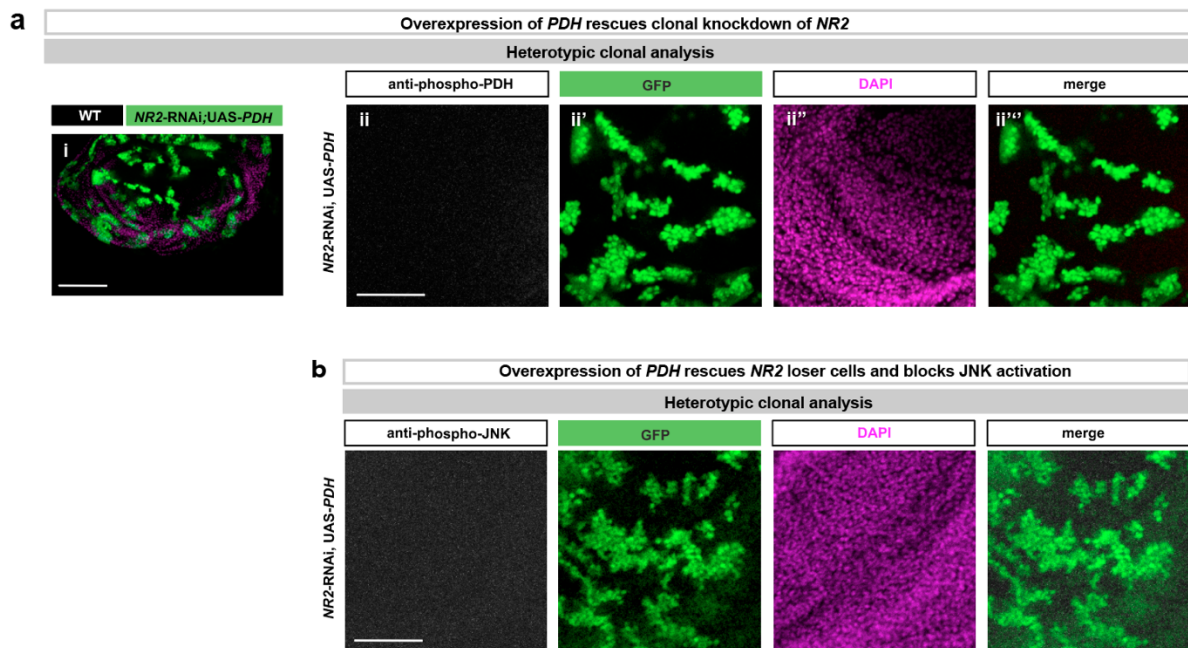 a
Overexpression of PDH rescues clonal knockdown of NR2
Heterotypic clonal analysis
anti-phospho-PDH
GFP
DAPI
merge
WT
NR2-RNAi;UAS-PDH
i
NR2-RNAi, UAS-PDH
ii
ii'
ii''
ii'''
b
Overexpression of PDH rescues NR2 loser cells and blocks JNK activation
Heterotypic clonal analysis
anti-phospho-JNK
GFP
DAPI
merge
NR2-RNAi, UAS-PDH